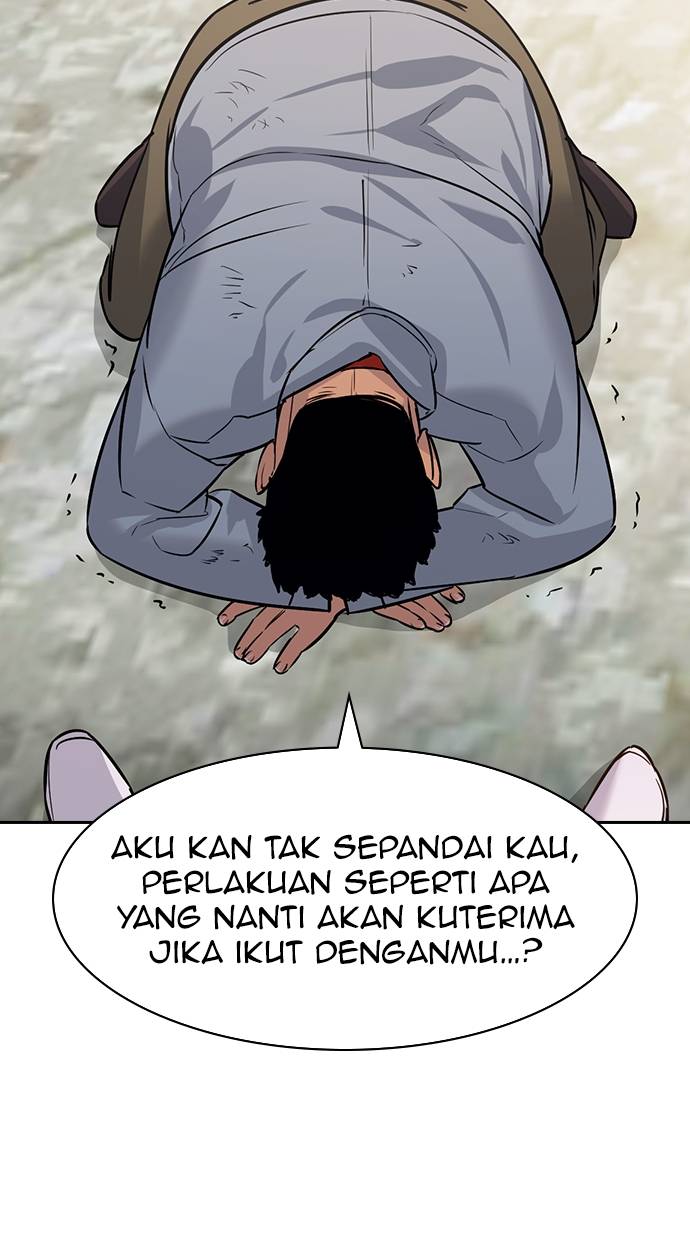 AKU KAN TAK SEPANDAI KAU,
PERLAKUAN SEPERTI APA
YANG NANTI AKAN KUTERIMA
JIKA IKUT DENGANMU...?